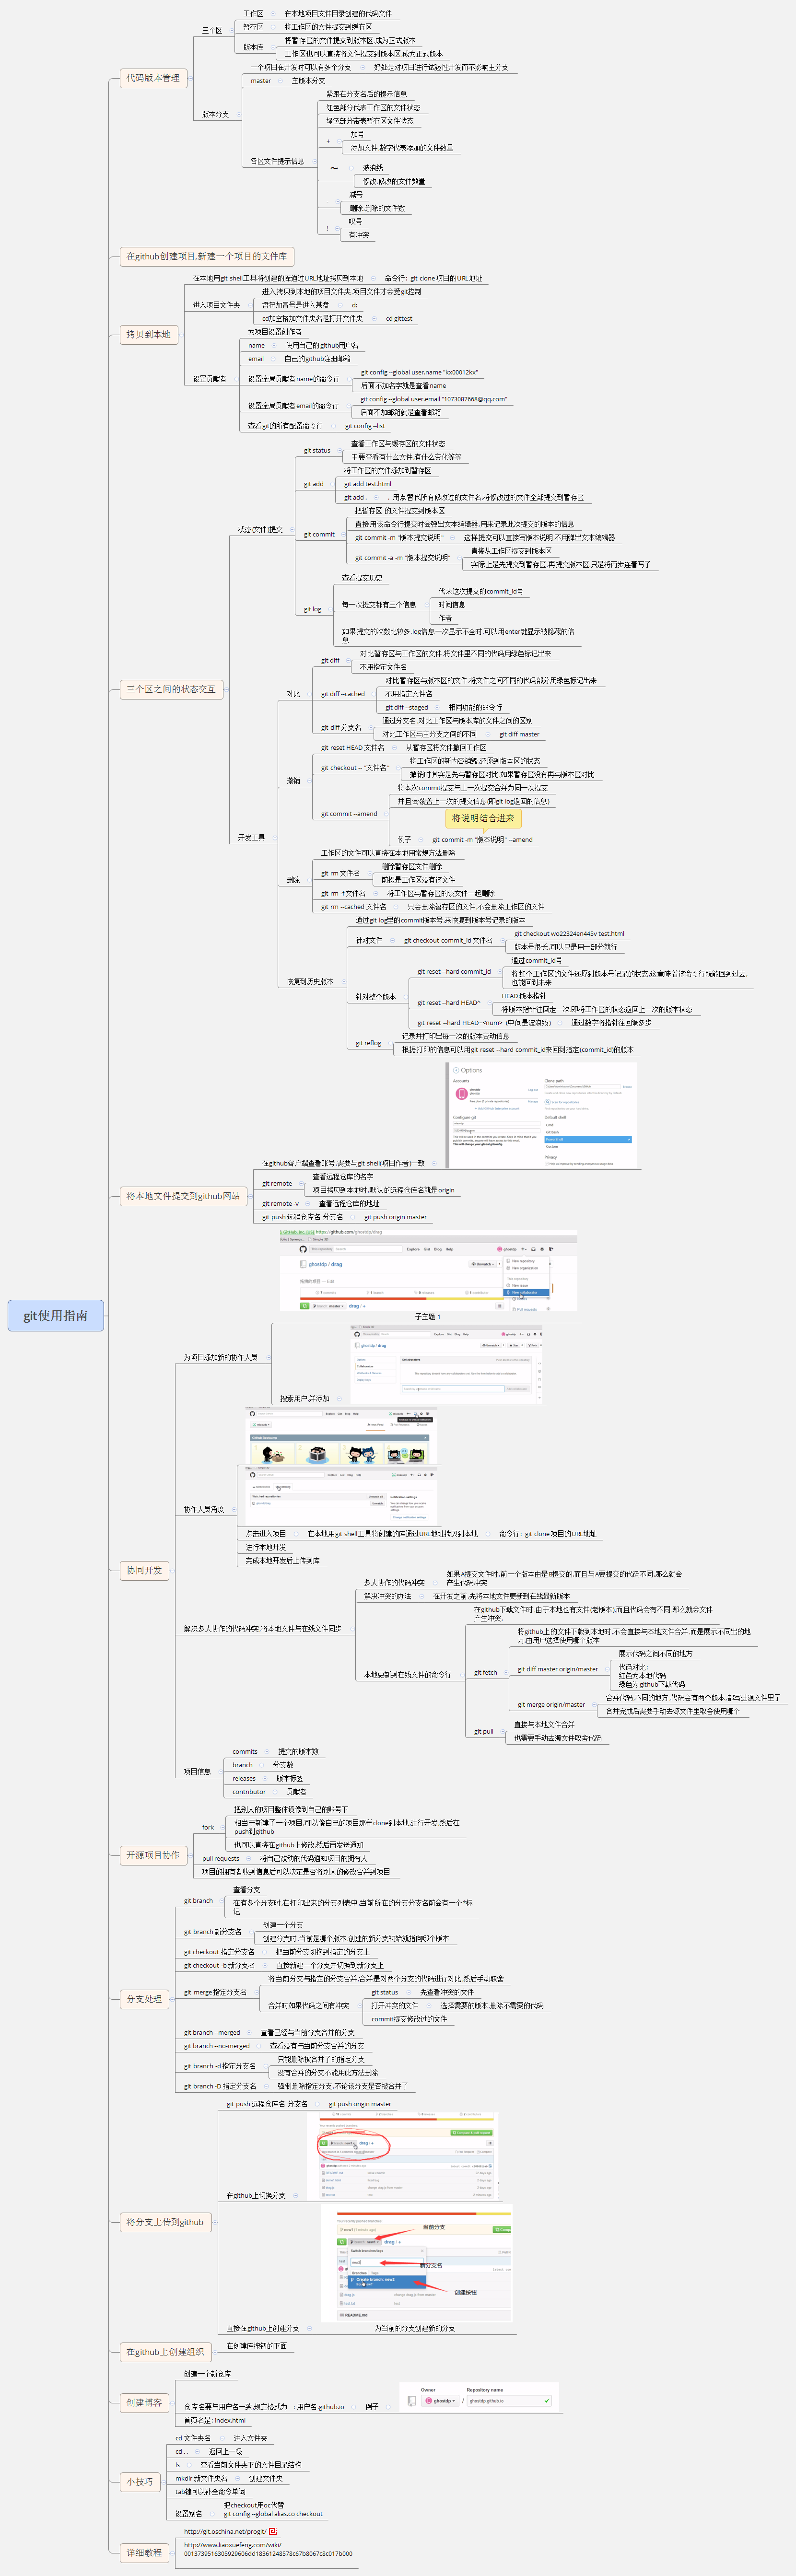 git使用指南
代码版本管理
三个区
工作区
在本地项目文件目录创建的代码文件
暂存区
将工作区的文件提交到缓存区
版本库
将暂存区的文件提交到版本区,成为正式版本
工作区也可以直接将文件提交到版本区,成为正式版本
版本分支
一个项目在开发时可以有多个分支
好处是对项目进行试验性开发而不影响主分支
master
主版本分支
各区文件提示信息
紧跟在分支名后的提示信息
红色部分代表工作区的文件状态
绿色部分带表暂存区文件状态
+
加号
添加文件,数字代表添加的文件数量
~
波浪线
修改,修改的文件数量
-
减号
删除,删除的文件数
!
叹号
有冲突
在github创建项目,新建一个项目的文件库
拷贝到本地
在本地用git shell工具将创建的库通过URL地址拷贝到本地
命令行: git clone 项目的URL地址
进入项目文件夹
进入拷贝到本地的项目文件夹,项目文件才会受git控制
盘符加冒号是进入某盘
d:
cd加空格加文件夹名是打开文件夹
cd gittest
设置贡献者
为项目设置创作者
name
使用自己的github用户名
email
自己的github注册邮箱
设置全局贡献者name的命令行
git config --global user.name "kx00012kx"
后面不加名字就是查看name
设置全局贡献者email的命令行
git config --global user.email "1073087668@qq.com"
后面不加邮箱就是查看邮箱
查看git的所有配置命令行
git config --list
三个区之间的状态交互
状态(文件)提交
git status
查看工作区与缓存区的文件状态
主要查看有什么文件,有什么变化等等
git add
将工作区的文件添加到暂存区
git add test.html
git add .
. 用点替代所有修改过的文件名,将修改过的文件全部提交到暂存区
git commit
把暂存区 的文件提交到版本区
直接用该命令行提交时会弹出文本编辑器,用来记录此次提交的版本的信息
git commit -m "版本提交说明"
这样提交可以直接写版本说明,不用弹出文本编辑器
git commit -a -m "版本提交说明"
直接从工作区提交到版本区
实际上是先提交到暂存区,再提交版本区,只是将两步连着写了
git log
查看提交历史
每一次提交都有三个信息
代表这次提交的commit_id号
时间信息
作者
如果提交的次数比较多,log信息一次显示不全时,可以用enter键显示被隐藏的信
息
开发工具
对比
git diff
对比暂存区与工作区的文件,将文件里不同的代码用绿色标记出来
不用指定文件名
git diff --cached
对比暂存区与版本区的文件,将文件之间不同的代码部分用绿色标记出来
不用指定文件名
git diff --staged
相同功能的命令行
git diff 分支名
通过分支名,对比工作区与版本库的文件之间的区别
对比工作区与主分支之间的不同
git diff master
撤销
git reset HEAD 文件名
从暂存区将文件撤回工作区
git checkout -- "文件名"
将工作区的新内容销毁,还原到版本区的状态
撤销时其实是先与暂存区对比,如果暂存区没有再与版本区对比
git commit --amend
将本次commit提交与上一次提交合并为同一次提交
并且会覆盖上一次的提交信息(即git log返回的信息)
将说明结合进来
例子
git commit -m "版本说明" --amend
删除
工作区的文件可以直接在本地用常规方法删除
git rm 文件名
删除暂存区文件删除
前提是工作区没有该文件
git rm -f 文件名
将工作区与暂存区的该文件一起删除
git rm --cached 文件名
只会删除暂存区的文件,不会删除工作区的文件
恢复到历史版本
通过git log里的commit版本号,来恢复到版本号记录的版本
针对文件
git checkout commit_id 文件名
git checkout wo22324en445v test.html
版本号很长,可以只是用一部分就行
针对整个版本
git reset --hard commit_id
通过commit_id号
将整个工作区的文件还原到版本号记录的状态,这意味着该命令行既能回到过去,
也能回到未来
git reset --hard HEAD^
HEAD:版本指针
将版本指针往回走一次,即将工作区的状态返回上一次的版本状态
git reset --hard HEAD~<num> (中间是波浪线)
通过数字将指针往回调多步
git reflog
记录并打印出每一次的版本变动信息
根据打印的信息可以用git reset --hard commit_id来回到指定(commit_id)的版本
将本地文件提交到github网站
Options
Accounts
Clone path
Configure git
Default shell
Privacy
在github客户端查看账号,需要与git shell(项目作者)一致
git remote
查看远程仓库的名字
项目拷贝到本地时,默认的远程仓库名就是origin
git remote -v
查看远程仓库的地址
git push 远程仓库名 分支名
git push origin master
协同开发
为项目添加新的协作人员
ghostdp / drag
子主题 1
搜索用户,并添加
协作人员角度
点击进入项目
在本地用git shell工具将创建的库通过URL地址拷贝到本地
命令行: git clone 项目的URL地址
进行本地开发
完成本地开发后上传到库
解决多人协作的代码冲突,将本地文件与在线文件同步
多人协作的代码冲突
如果A提交文件时,前一个版本由是B提交的,而且与A要提交的代码不同,那么就会
产生代码冲突
解决冲突的办法
在开发之前,先将本地文件更新到在线最新版本
本地更新到在线文件的命令行
在github下载文件时,由于本地也有文件(老版本),而且代码会有不同,那么就会文件
产生冲突.
git fetch
将github上的文件下载到本地时,不会直接与本地文件合并,而是展示不同出的地
方,由用户选择使用哪个版本
git diff master origin/master
展示代码之间不同的地方
代码对比:
红色为本地代码
绿色为github下载代码
git merge origin/master
合并代码,不同的地方,代码会有两个版本,都写进源文件里了
合并完成后需要手动去源文件里取舍使用哪个
git pull
直接与本地文件合并
也需要手动去源文件取舍代码
项目信息
commits
提交的版本数
branch
分支数
releases
版本标签
contributor
贡献者
开源项目协作
fork
把别人的项目整体镜像到自己的账号下
相当于新建了一个项目,可以像自己的项目那样clone到本地,进行开发,然后在
push到github
也可以直接在github上修改,然后再发送通知
pull requests
将自己改动的代码通知项目的拥有人
项目的拥有者收到信息后可以决定是否将别人的修改合并到项目
分支处理
git branch
查看分支
在有多个分支时,在打印出来的分支列表中,当前所在的分支分支名前会有一个*标
记
git branch 新分支名
创建一个分支
创建分支时,当前是哪个版本,创建的新分支初始就指向哪个版本
git checkout 指定分支名
把当前分支切换到指定的分支上
git checkout -b 新分支名
直接新建一个分支并切换到新分支上
git merge 指定分支名
将当前分支与指定的分支合并,合并是对两个分支的代码进行对比,然后手动取舍
合并时如果代码之间有冲突
git status
先查看冲突的文件
打开冲突的文件
选择需要的版本,删除不需要的代码
commit提交修改过的文件
git branch --merged
查看已经与当前分支合并的分支
git branch --no-merged
查看没有与当前分支合并的分支
git branch -d 指定分支名
只能删除被合并了的指定分支
没有合并的分支不能用此方法删除
git branch -D 指定分支名
强制删除指定分支,不论该分支是否被合并了
将分支上传到github
git push 远程仓库名 分支名
git push origin master
在github上切换分支
当前分支
新分支名
创建按钮
直接在github上创建分支
为当前的分支创建新的分支
在github上创建组织
在创建库按钮的下面
创建博客
创建一个新仓库
仓库名要与用户名一致,规定格式为 : 用户名.github.io
例子
Owner
Repository name
ghostdp
/
ghostdp.github.io
首页名是: index.html
小技巧
cd 文件夹名
进入文件夹
cd ..
返回上一级
ls
查看当前文件夹下的文件目录结构
mkdir 新文件夹名
创建文件夹
tab键可以补全命令单词
设置别名
把checkout用oc代替
git config --global alias.co checkout
详细教程
http://git.oschina.net/progit/
http://www.liaoxuefeng.com/wiki/
0013739516305929606dd18361248578c67b8067c8c017b000